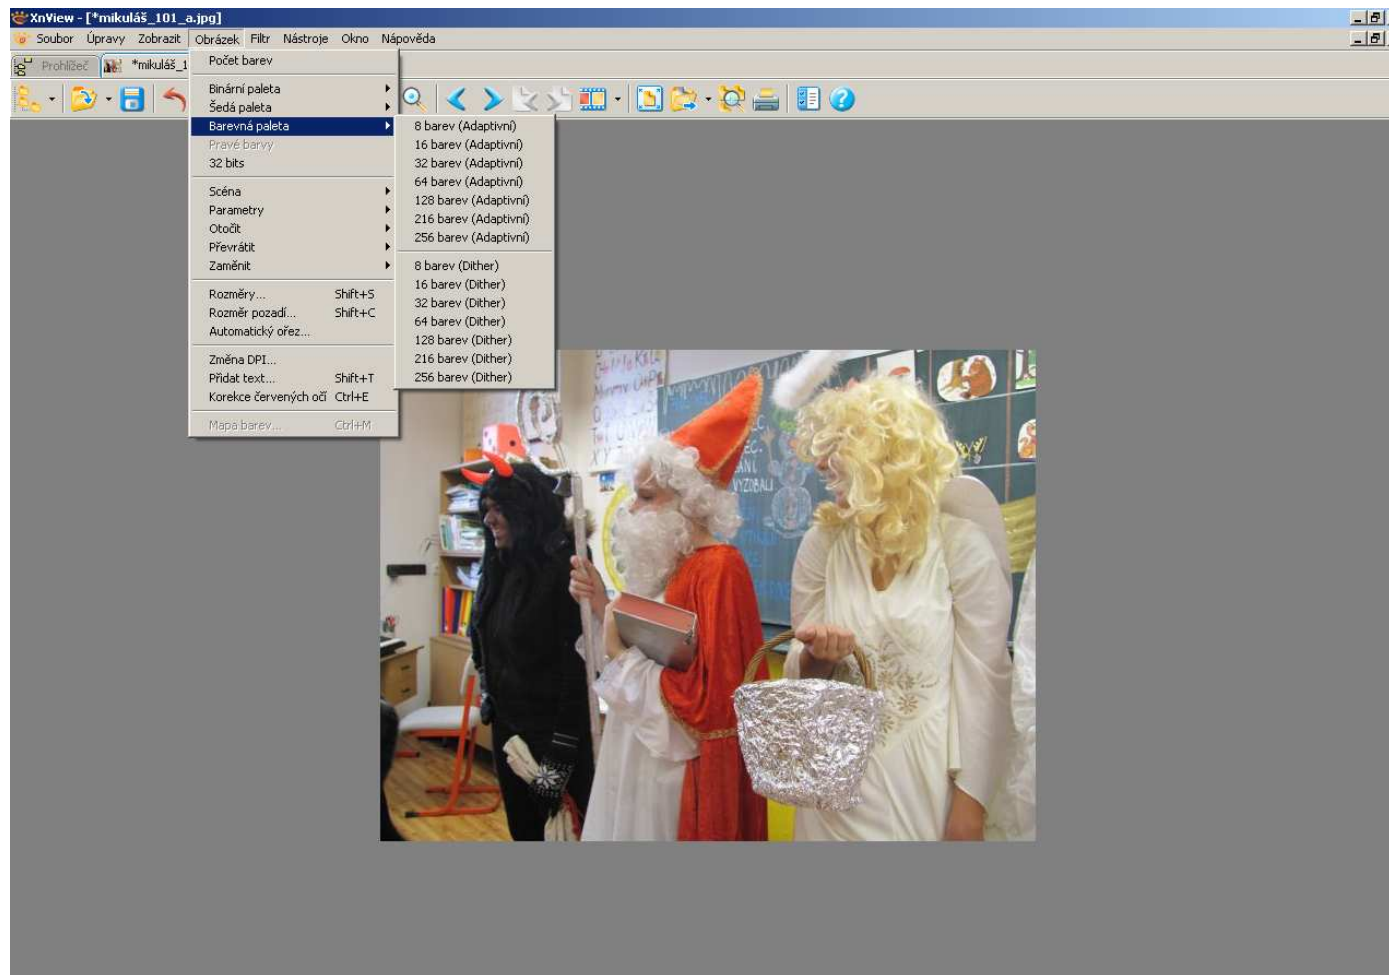 XnView - [*mikuláš_101_a.jpg]
Soubor Úpravy Zobrazit Obrázek Filtr Nástroje Okno Nápověda
Prohlížeč *mikuláš_1
Počet barev
Binární paleta
Šedá paleta
Barevná paleta
Pravé barvy
32 bits
Scéna
Parametry
Otočit
Převrátit
Zaměnit
Rozměry... Shift+S
Rozměr pozadí... Shift+C
Automatický ořez...
Změna DPI...
Přidat text... Shift+T
Korekce červených očí Ctrl+E
Mapa barev... Ctrl+M
8 barev (Adaptivní)
16 barev (Adaptivní)
32 barev (Adaptivní)
64 barev (Adaptivní)
128 barev (Adaptivní)
216 barev (Adaptivní)
256 barev (Adaptivní)
8 barev (Dither)
16 barev (Dither)
32 barev (Dither)
64 barev (Dither)
128 barev (Dither)
216 barev (Dither)
256 barev (Dither)
VYZOBALI